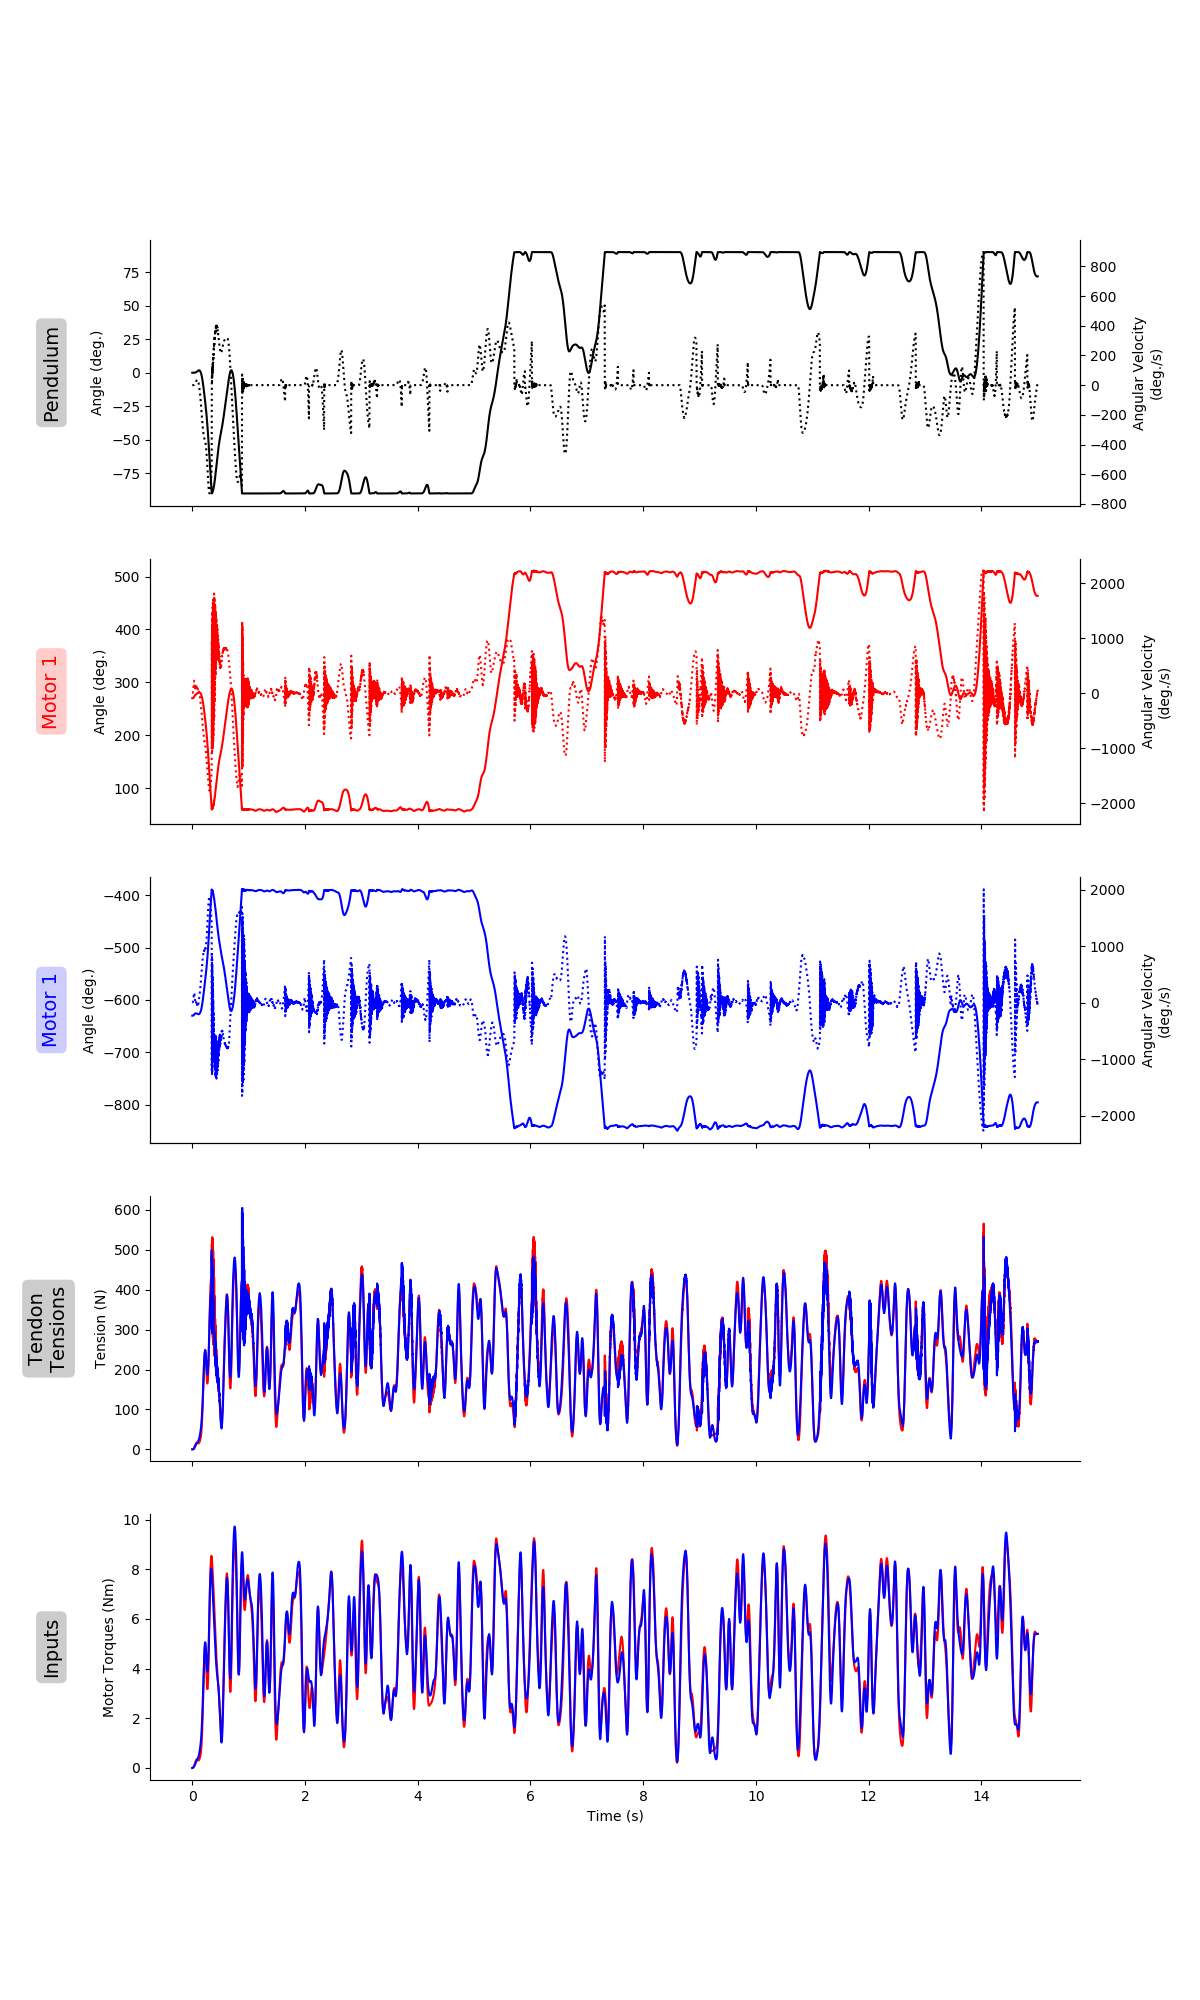 Pendulum
Angle (deg.)
75
50
25
0
−25
−50
−75
800
600
400
200
0
−200
−400
−600
−800
Angular Velocity
(deg./s)
Motor 1
Angle (deg.)
500
400
300
200
100
2000
1000
0
−1000
−2000
Angular Velocity
(deg./s)
Motor 1
Angle (deg.)
−400
−500
−600
−700
−800
2000
1000
0
−1000
−2000
Angular Velocity
(deg./s)
Tendon
Tensions
Tension (N)
600
500
400
300
200
100
0
Inputs
Motor Torques (Nm)
10
8
6
4
2
0
0 2 4 6 8 10 12 14
Time (s)